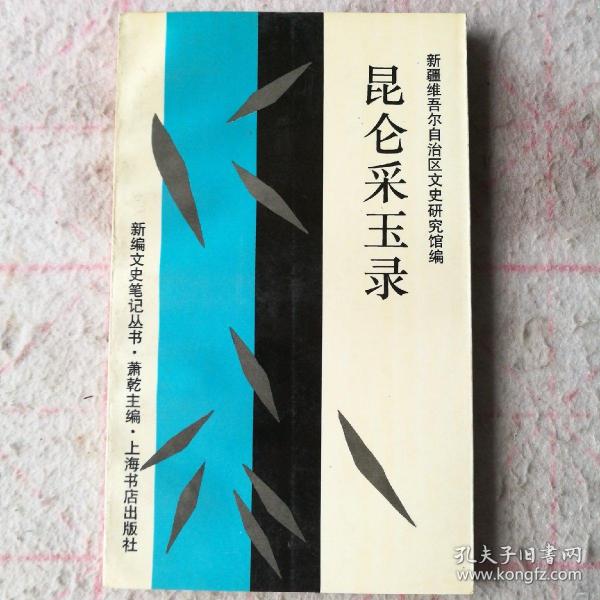 新疆维吾尔自治区文史研究馆编
昆仑采玉录
新编文史笔记丛书·萧乾主编·上海书店出版社
孔夫子旧书网
www.kongfz.com